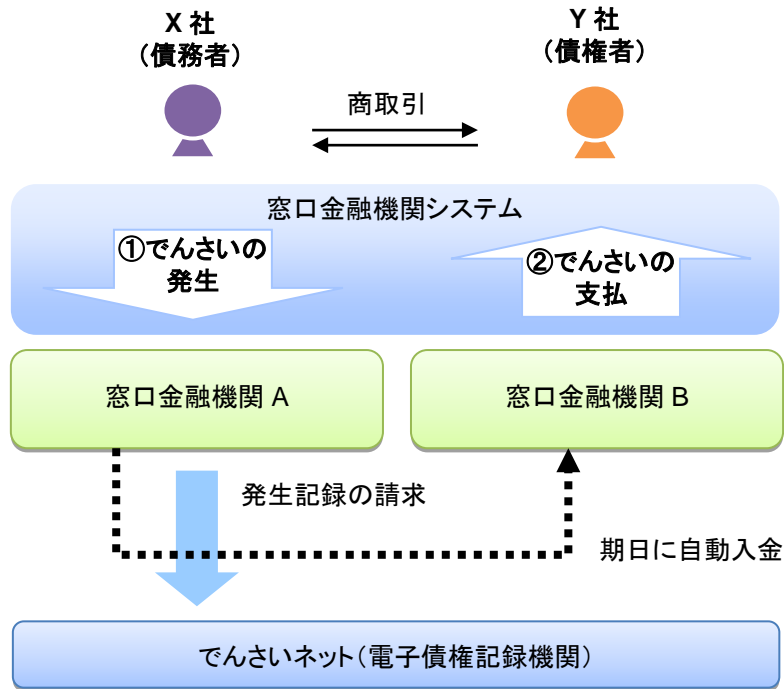 X 社
（債務者）
Y 社
（債権者）
商取引
窓口金融機関システム
①でんさいの
発生
②でんさいの
支払
窓口金融機関 A
窓口金融機関 B
発生記録の請求
期日に自動入金
でんさいネット（電子債権記録機関）